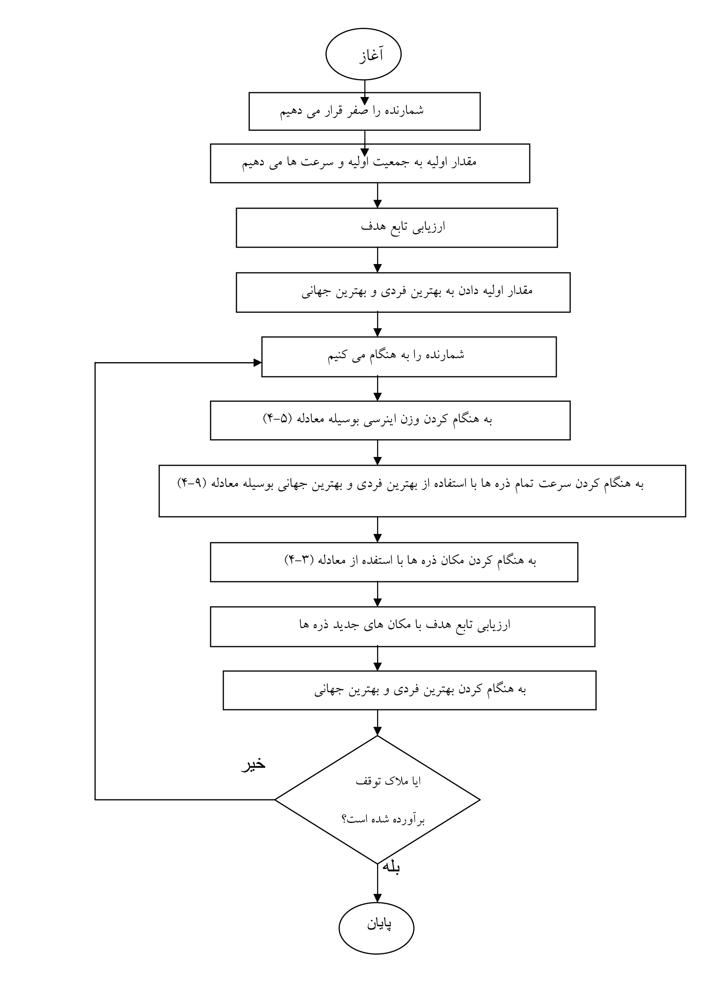 آغاز
شمارنده را صفر قرار می دهیم
مقدار اولیه به جمعیت اولیه و سرعت ها می دهیم
ارزیابی تابع هدف
مقدار اولیه دادن به بهترین فردی و بهترین جهانی
شمارنده را به هنگام می کنیم
به هنگام کردن وزن اینرسی بوسیله معادله (۵-۴)
به هنگام کردن سرعت تمام ذره ها با استفاده از بهترین فردی و بهترین جهانی بوسیله معادله (۹-۴)
به هنگام کردن مکان ذره ها با استفده از معادله (۳-۴)
ارزیابی تابع هدف با مکان های جدید ذره ها
به هنگام کردن بهترین فردی و بهترین جهانی
خیر
ایا ملاک توقف
برآورده شده است؟
بله
پایان